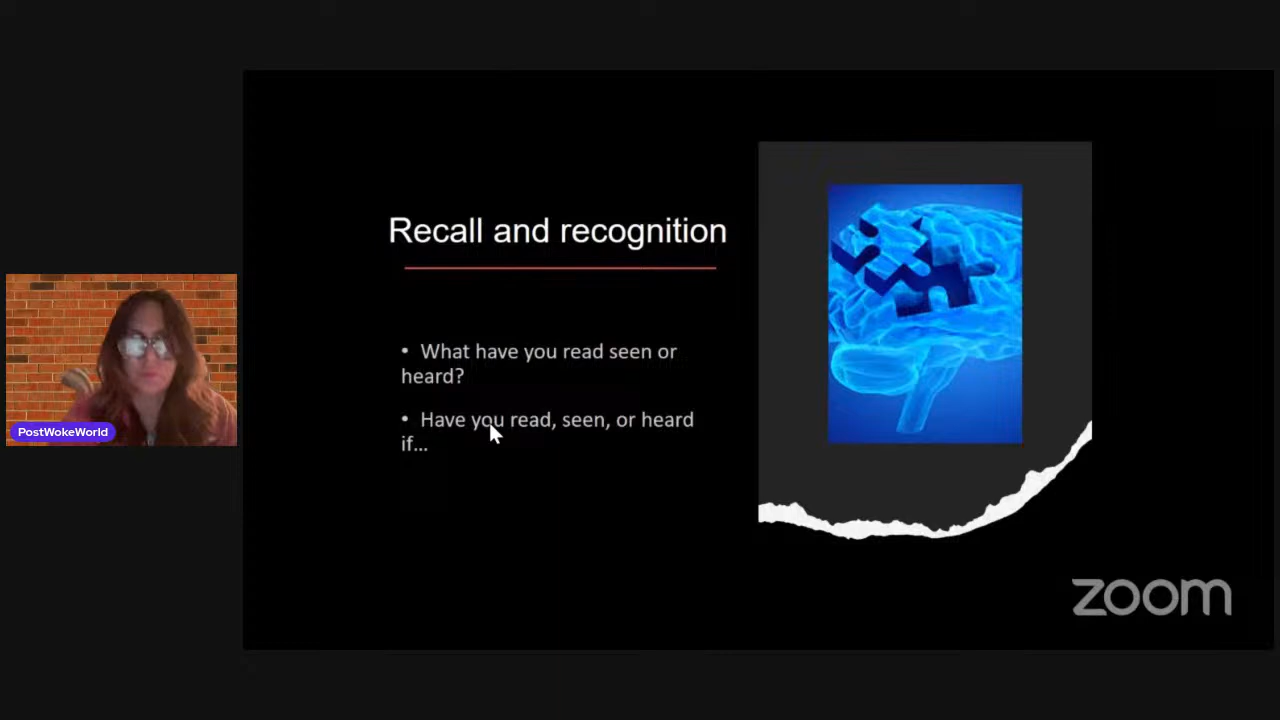 Recall and recognition
• What have you read seen or
heard?
• Have you read, seen, or heard
if...
PostWokeWorld
zoom